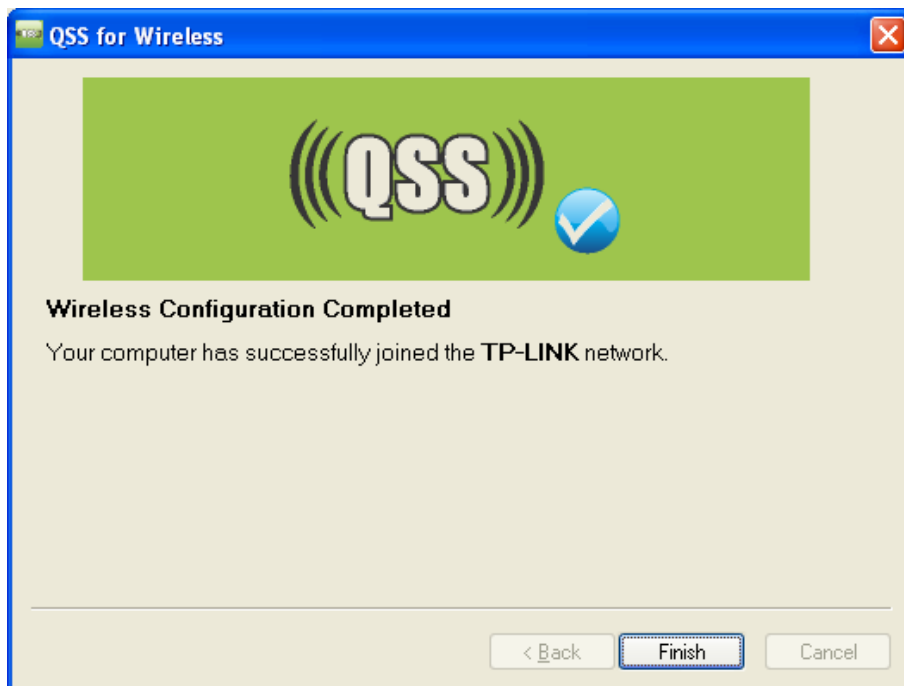 QSS for Wireless
(((QSS)))
Wireless Configuration Completed
Your computer has successfully joined the TP-LINK network.
< Back
Finish
Cancel